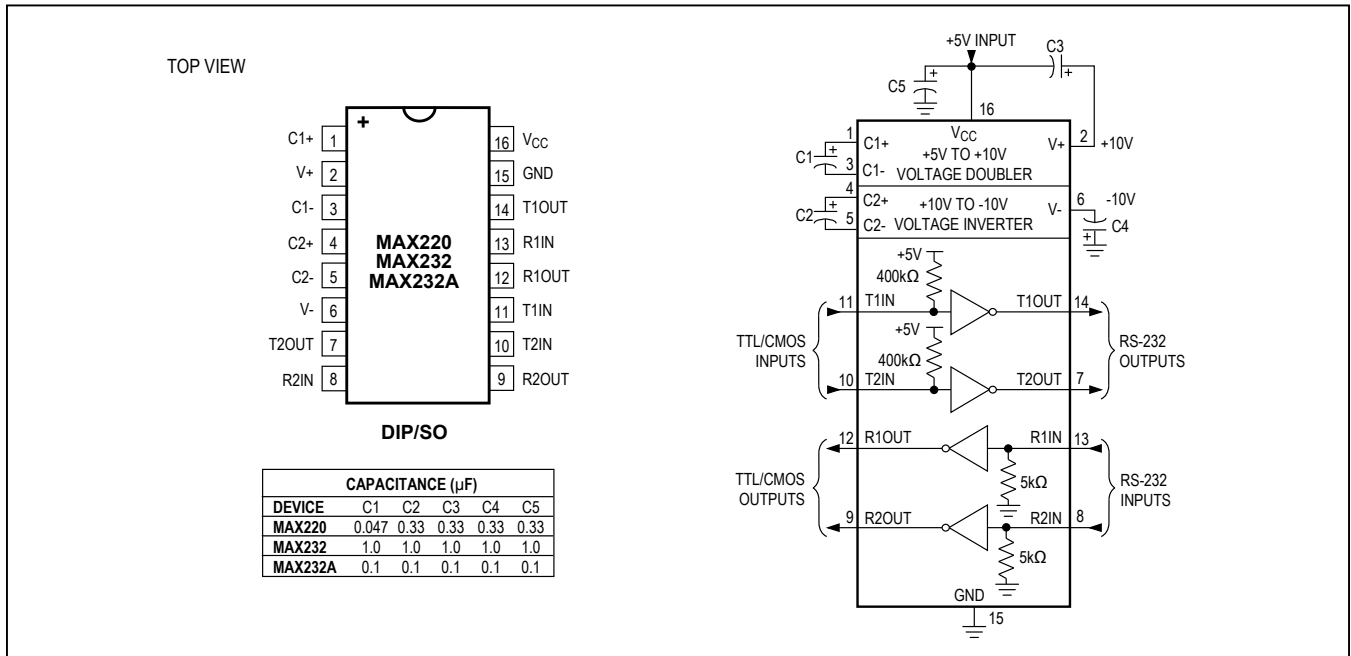 TOP VIEW
+
C1+ 1
V+ 2
C1- 3
C2+ 4
C2- 5
V- 6
T2OUT 7
R2IN 8
16 VCC
15 GND
14 T1OUT
13 R1IN
12 R1OUT
11 T1IN
10 T2IN
9 R2OUT
MAX220
MAX232
MAX232A
DIP/SO
CAPACITANCE (µF)
DEVICE C1 C2 C3 C4 C5
MAX220 0.047 0.33 0.33 0.33 0.33
MAX232 1.0 1.0 1.0 1.0 1.0
MAX232A 0.1 0.1 0.1 0.1 0.1
+5V INPUT
C3
+
C5
+
16
VCC
1
C1+
C1
+
3
C1-
+5V TO +10V
VOLTAGE DOUBLER
V+
2
+10V
4
C2+
C2
+
5
C2-
+10V TO -10V
VOLTAGE INVERTER
V-
6
-10V
C4
+
+5V
400kΩ
11 T1IN
T1OUT 14
+5V
400kΩ
10 T2IN
T2OUT 7
TTL/CMOS
INPUTS
RS-232
OUTPUTS
12 R1OUT
R1IN 13
5kΩ
9 R2OUT
R2IN 8
5kΩ
TTL/CMOS
OUTPUTS
RS-232
INPUTS
GND
15